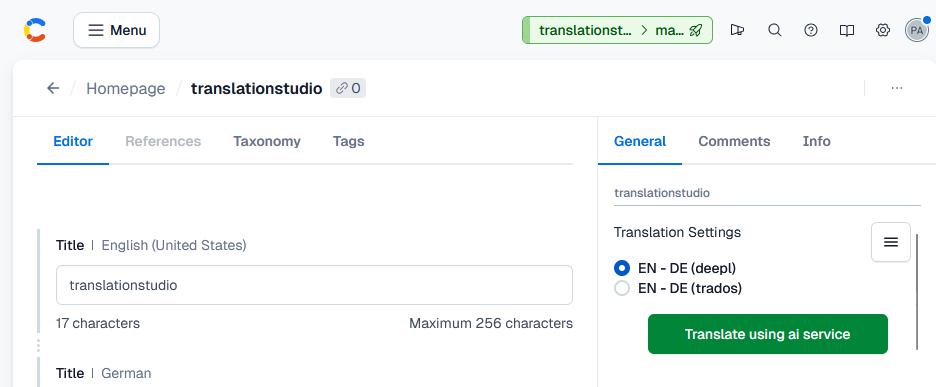 Menu
translationst... > ma...
PA
Homepage / translationstudio 0
...
Editor References Taxonomy Tags
General Comments Info
translationstudio
Translation Settings
EN - DE (deepl)
EN - DE (trados)
Translate using ai service
Title | English (United States)
translationstudio
17 characters
Maximum 256 characters
Title | German